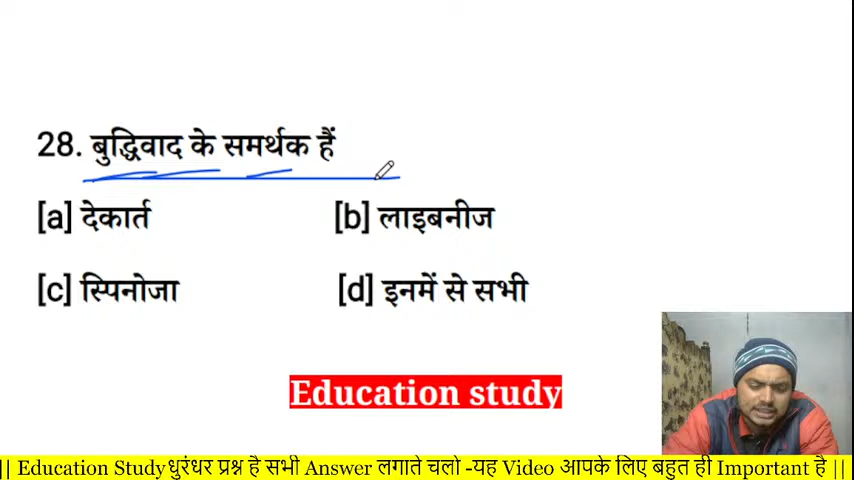 28. बुद्धिवाद के समर्थक हैं
[a] देकार्त [b] लाइबनीज
[c] स्पिनोजा [d] इनमें से सभी
Education study
|| Education Studyधुरंधर प्रश्न है सभी Answer लगाते चलो -यह Video आपके लिए बहुत ही Important है ||